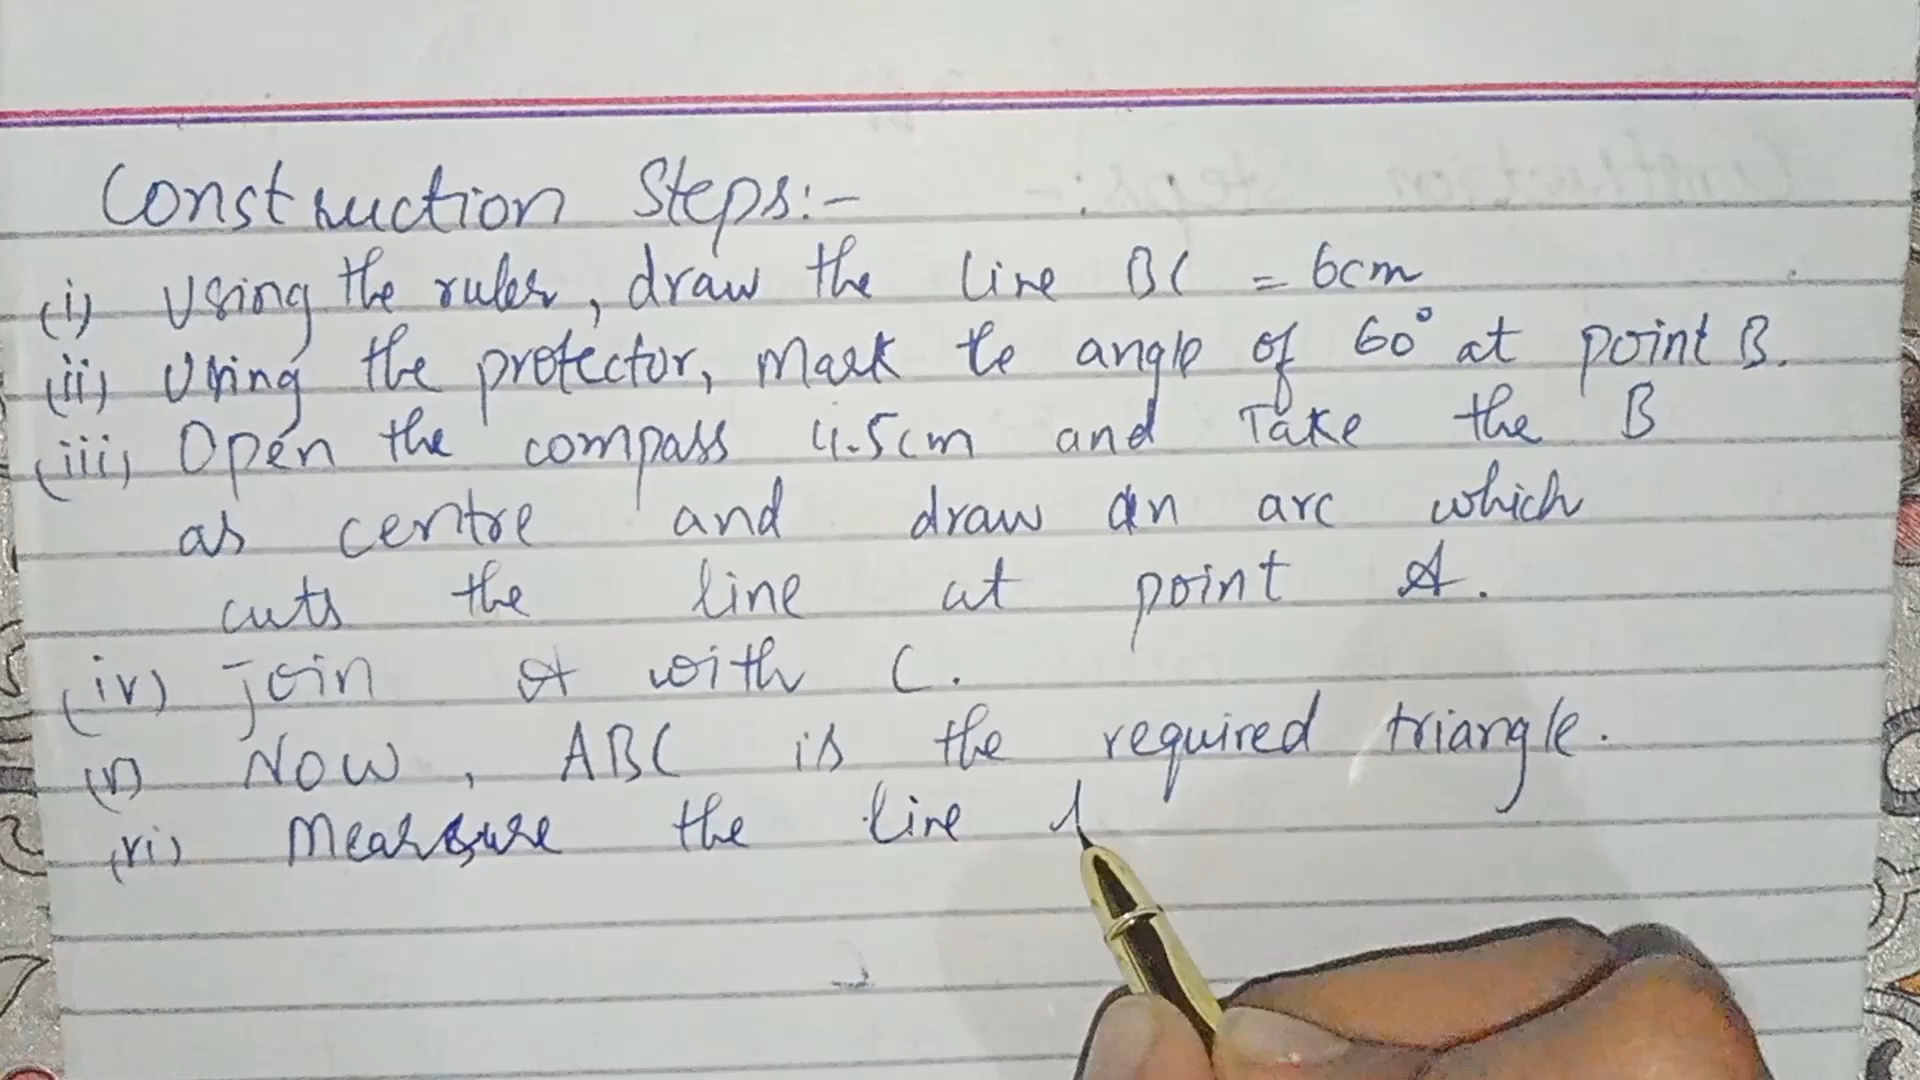 Construction Steps:-
(i) Using the ruler, draw the line BC = 6cm
(ii) Using the protector, Mark te angle of 60° at point B.
(iii) Open the compass 4.5cm and Take the B
as centre and draw an arc which
cuts the line at point A.
(iv) join A with C.
(v) Now, ABC is the required triangle.
(vi) Measure the line